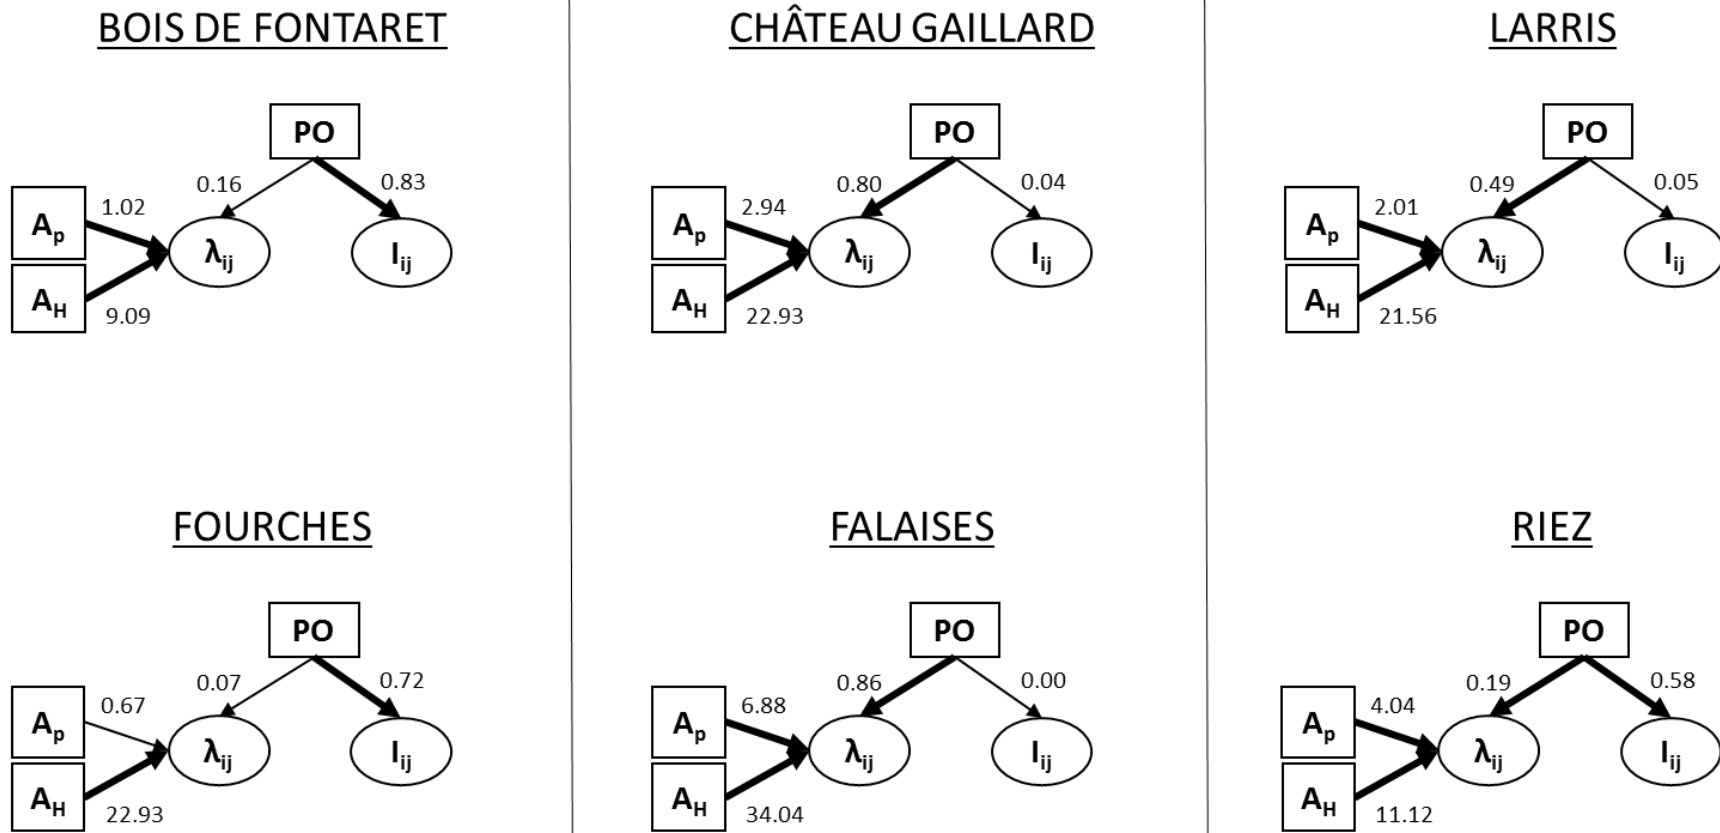 BOIS DE FONTARET
PO
0.16
0.83
1.02
Ap
λij
Iij
AH
9.09
CHÂTEAU GAILLARD
PO
0.80
0.04
2.94
Ap
λij
Iij
AH
22.93
LARRIS
PO
0.49
0.05
2.01
Ap
λij
Iij
AH
21.56
FOURCHES
PO
0.07
0.72
0.67
Ap
λij
Iij
AH
22.93
FALAISES
PO
0.86
0.00
6.88
Ap
λij
Iij
AH
34.04
RIEZ
PO
0.19
0.58
4.04
Ap
λij
Iij
AH
11.12